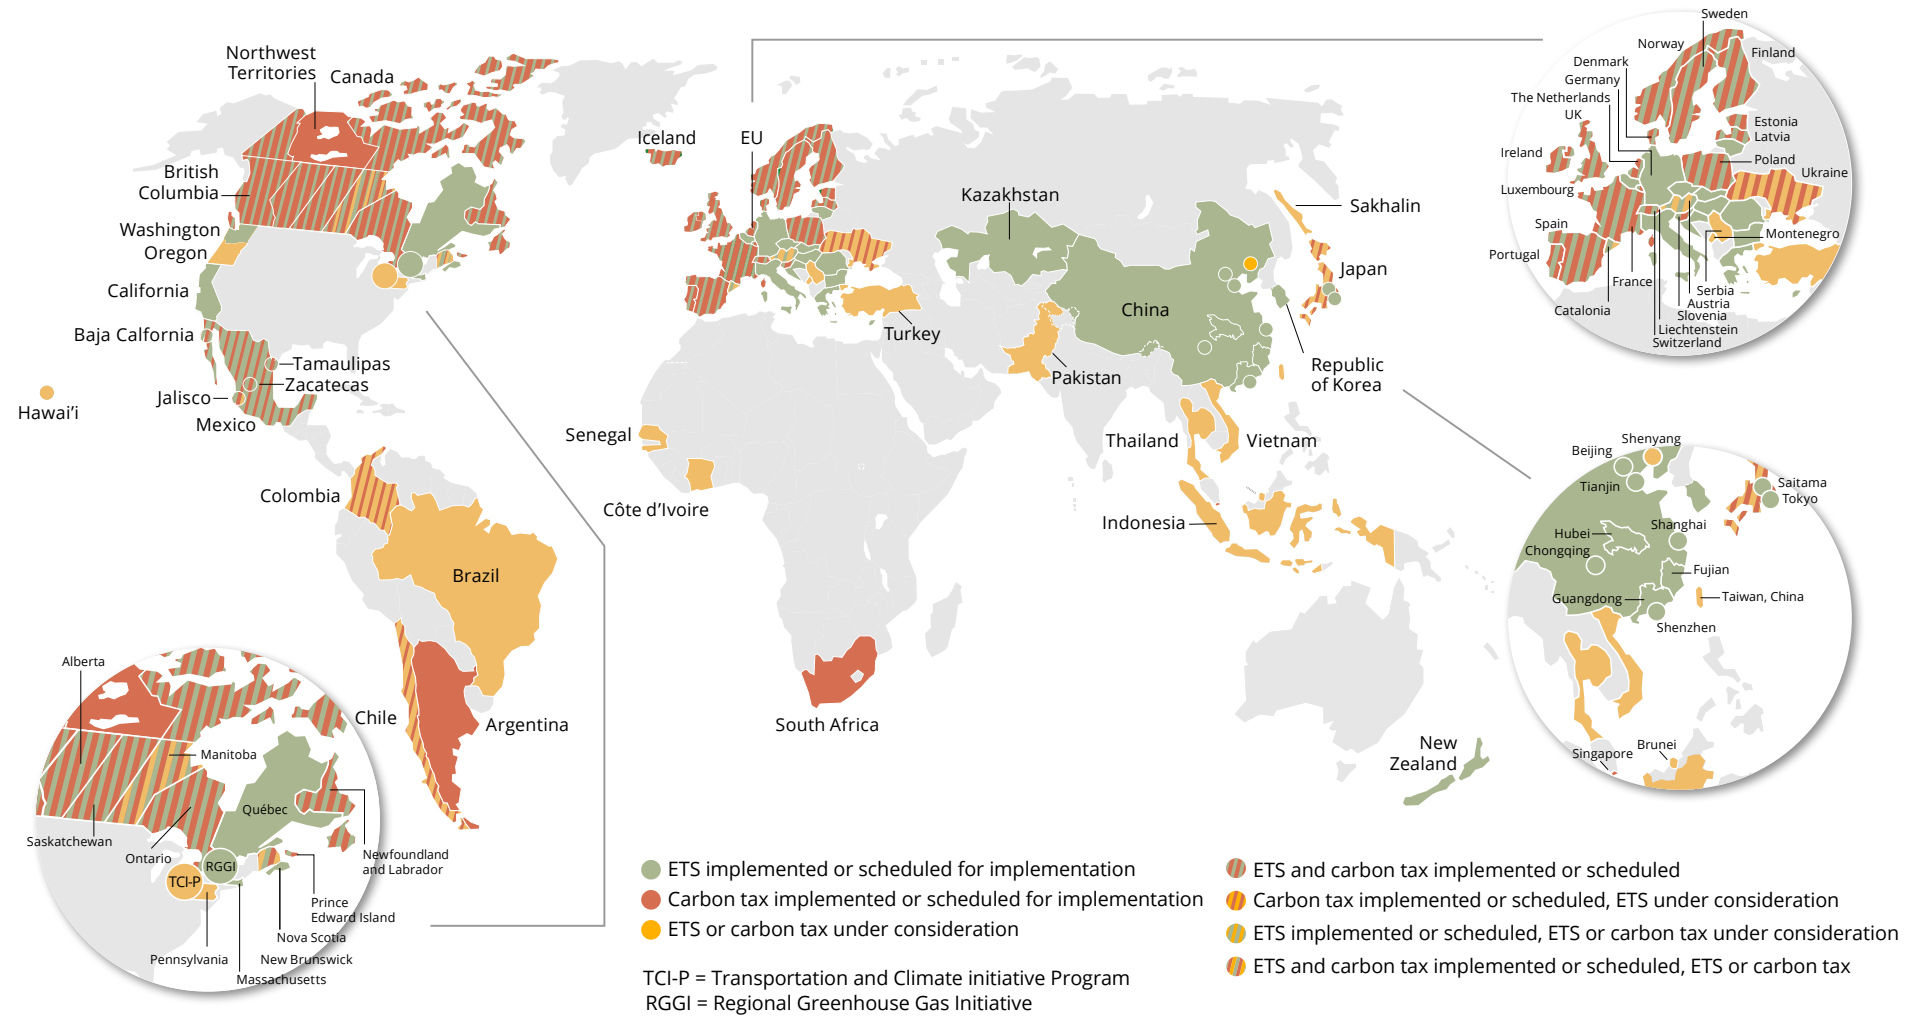 Northwest
Territories
Canada
British
Columbia
Washington
Oregon
California
Baja Calfornia
Tamaulipas
Zacatecas
Jalisco
Mexico
Hawai’i
Colombia
Brazil
Chile
Argentina
Iceland
EU
Kazakhstan
Sakhalin
Japan
China
Turkey
Pakistan
Republic
of Korea
Senegal
Côte d’Ivoire
Thailand
Vietnam
Indonesia
South Africa
New
Zealand
Sweden
Norway
Finland
Denmark
Germany
The Netherlands
UK
Estonia
Latvia
Ireland
Poland
Ukraine
Luxembourg
Spain
Portugal
Montenegro
France
Catalonia
Serbia
Austria
Slovenia
Liechtenstein
Switzerland
Shenyang
Beijing
Tianjin
Saitama
Tokyo
Shanghai
Hubei
Chongqing
Fujian
Guangdong
Taiwan, China
Shenzhen
Brunei
Singapore
Alberta
Manitoba
Québec
Saskatchewan
Ontario
RGGI
TCI-P
Newfoundland
and Labrador
Prince
Edward Island
Nova Scotia
Pennsylvania
New Brunswick
Massachusetts
ETS implemented or scheduled for implementation
Carbon tax implemented or scheduled for implementation
ETS or carbon tax under consideration
ETS and carbon tax implemented or scheduled
Carbon tax implemented or scheduled, ETS under consideration
ETS implemented or scheduled, ETS or carbon tax under consideration
ETS and carbon tax implemented or scheduled, ETS or carbon tax
TCI-P = Transportation and Climate initiative Program
RGGI = Regional Greenhouse Gas Initiative